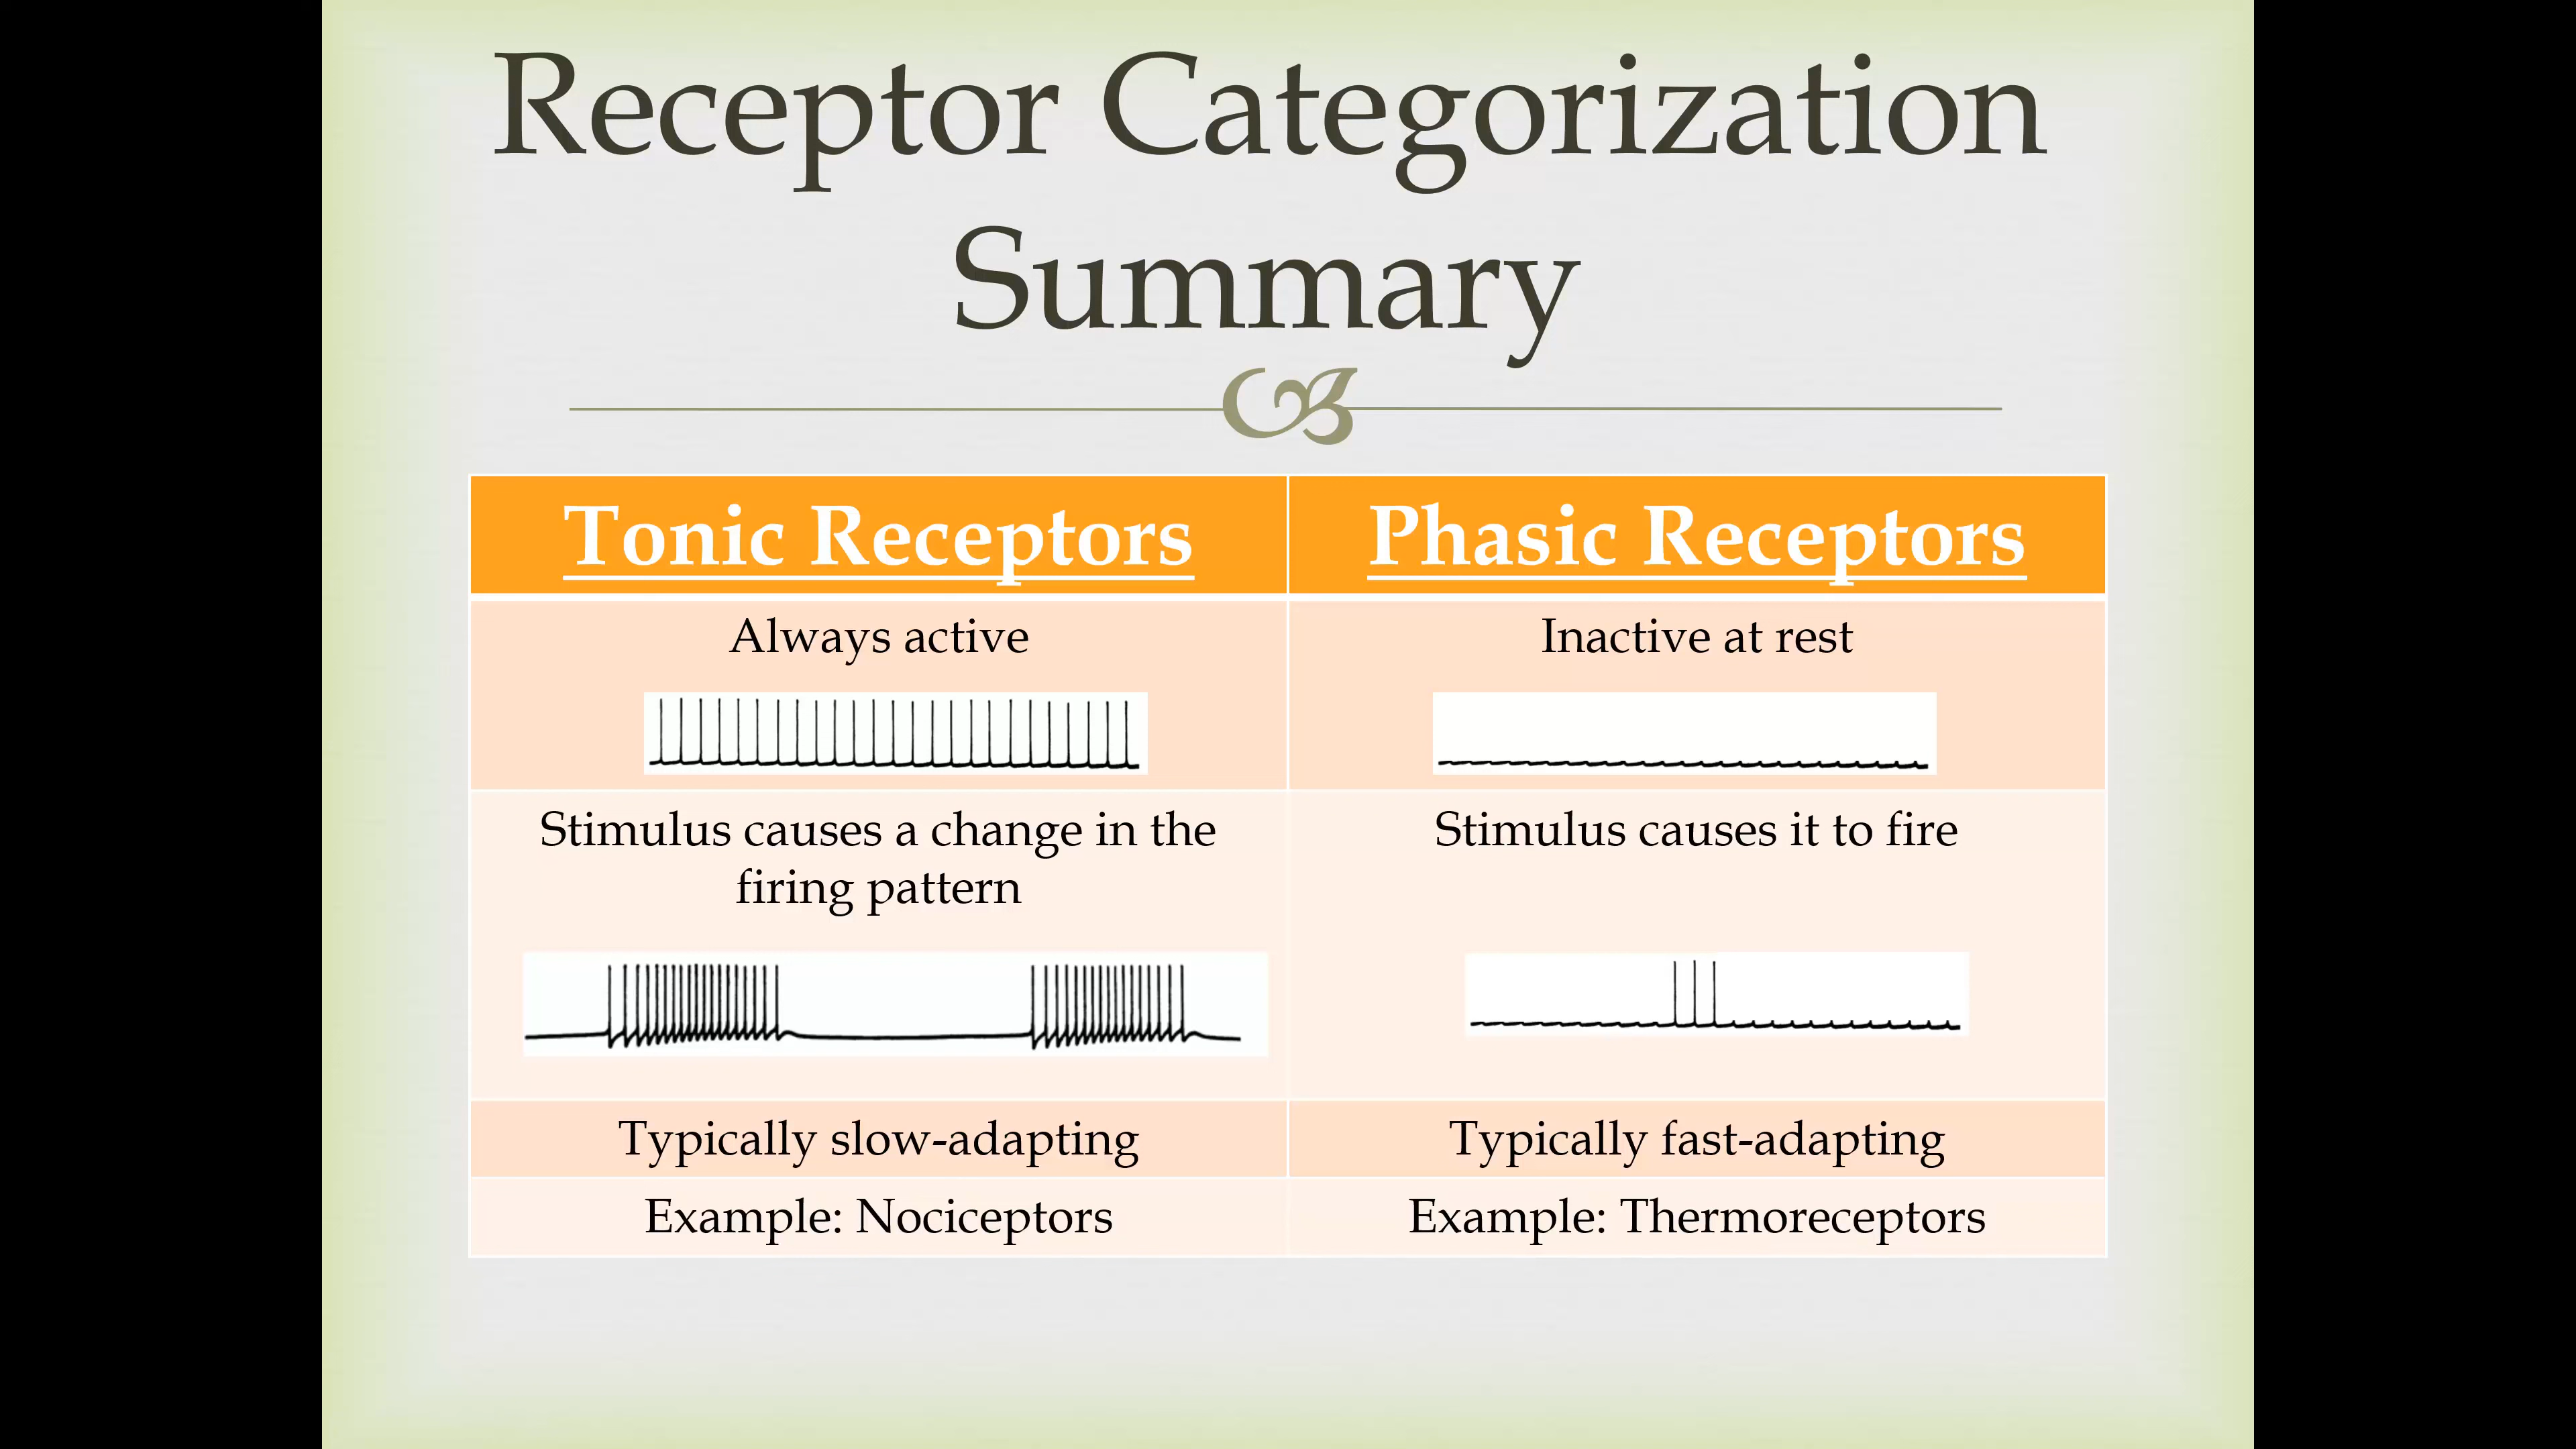 Receptor Categorization
Summary
Tonic Receptors
Phasic Receptors
Always active
Inactive at rest
Stimulus causes a change in the
firing pattern
Stimulus causes it to fire
Typically slow-adapting
Typically fast-adapting
Example: Nociceptors
Example: Thermoreceptors